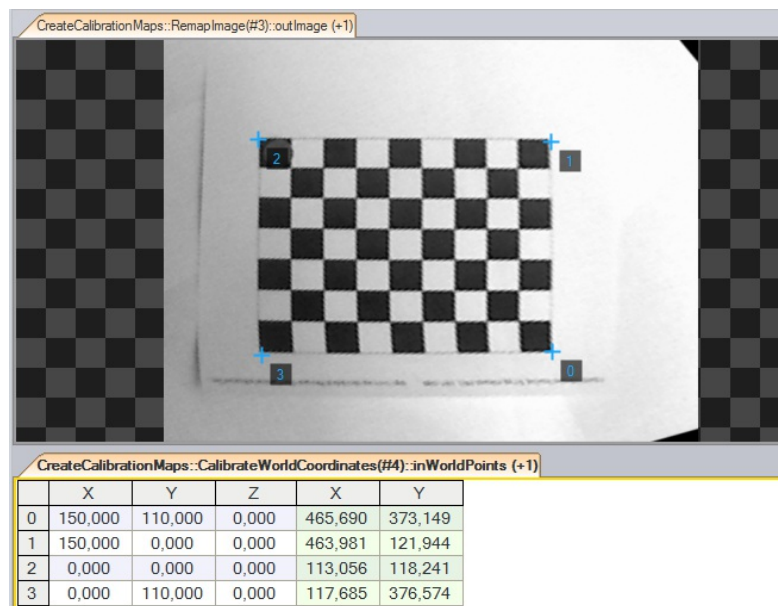 CreateCalibrationMaps::RemapImage(#3)::outImage (+1)
2
1
3
0
CreateCalibrationMaps::CalibrateWorldCoordinates(#4)::inWorldPoints (+1)
X Y Z X Y
0 150,000 110,000 0,000 465,690 373,149
1 150,000 0,000 0,000 463,981 121,944
2 0,000 0,000 0,000 113,056 118,241
3 0,000 110,000 0,000 117,685 376,574